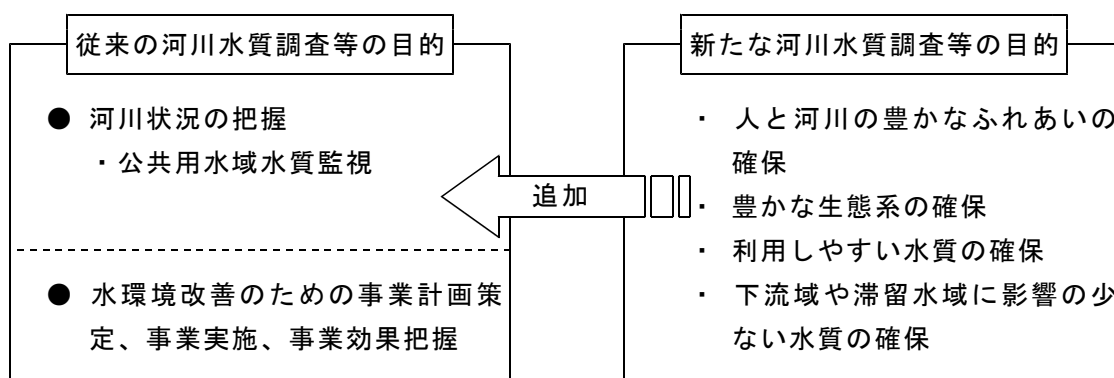 従来の河川水質調査等の目的
● 河川状況の把握
・公共用水域水質監視
● 水環境改善のための事業計画策
定、事業実施、事業効果把握
追加
新たな河川水質調査等の目的
・ 人と河川の豊かなふれあいの
確保
・ 豊かな生態系の確保
・ 利用しやすい水質の確保
・ 下流域や滞留水域に影響の少
ない水質の確保